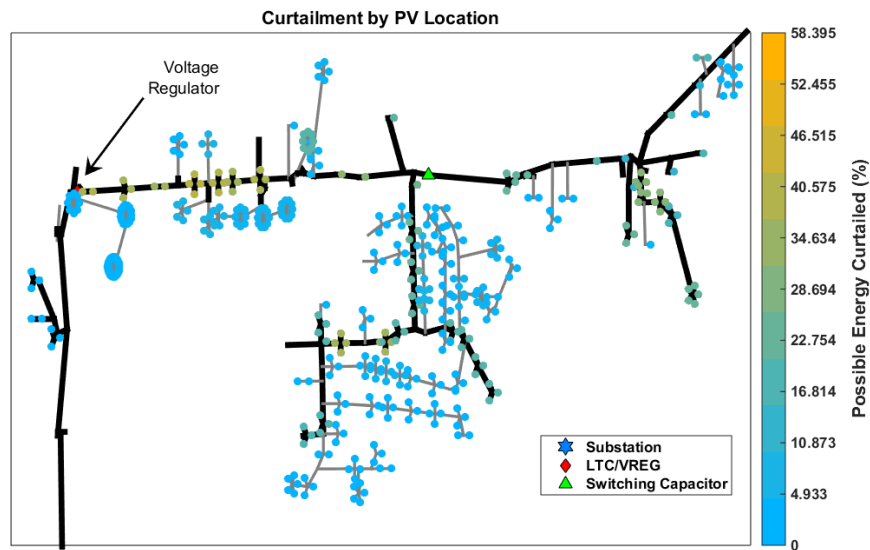 Curtailment by PV Location
Voltage
Regulator
58.395
52.455
46.515
40.575
34.634
28.694
22.754
16.814
10.873
4.933
0
Possible Energy Curtailed (%)
Substation
LTC/VREG
Switching Capacitor